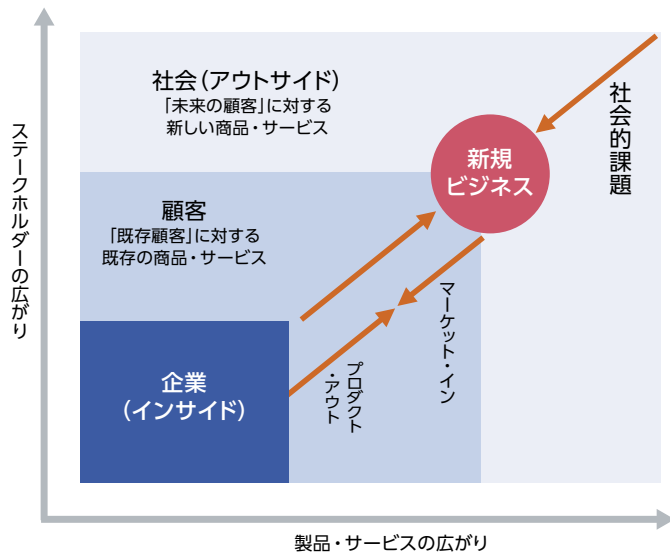 ステークホルダーの広がり
社会（アウトサイド）
「未来の顧客」に対する
新しい商品・サービス
社会的課題
新規
ビジネス
顧客
「既存顧客」に対する
既存の商品・サービス
マーケット・イン
プロダクト
・アウト
企業
（インサイド）
製品・サービスの広がり